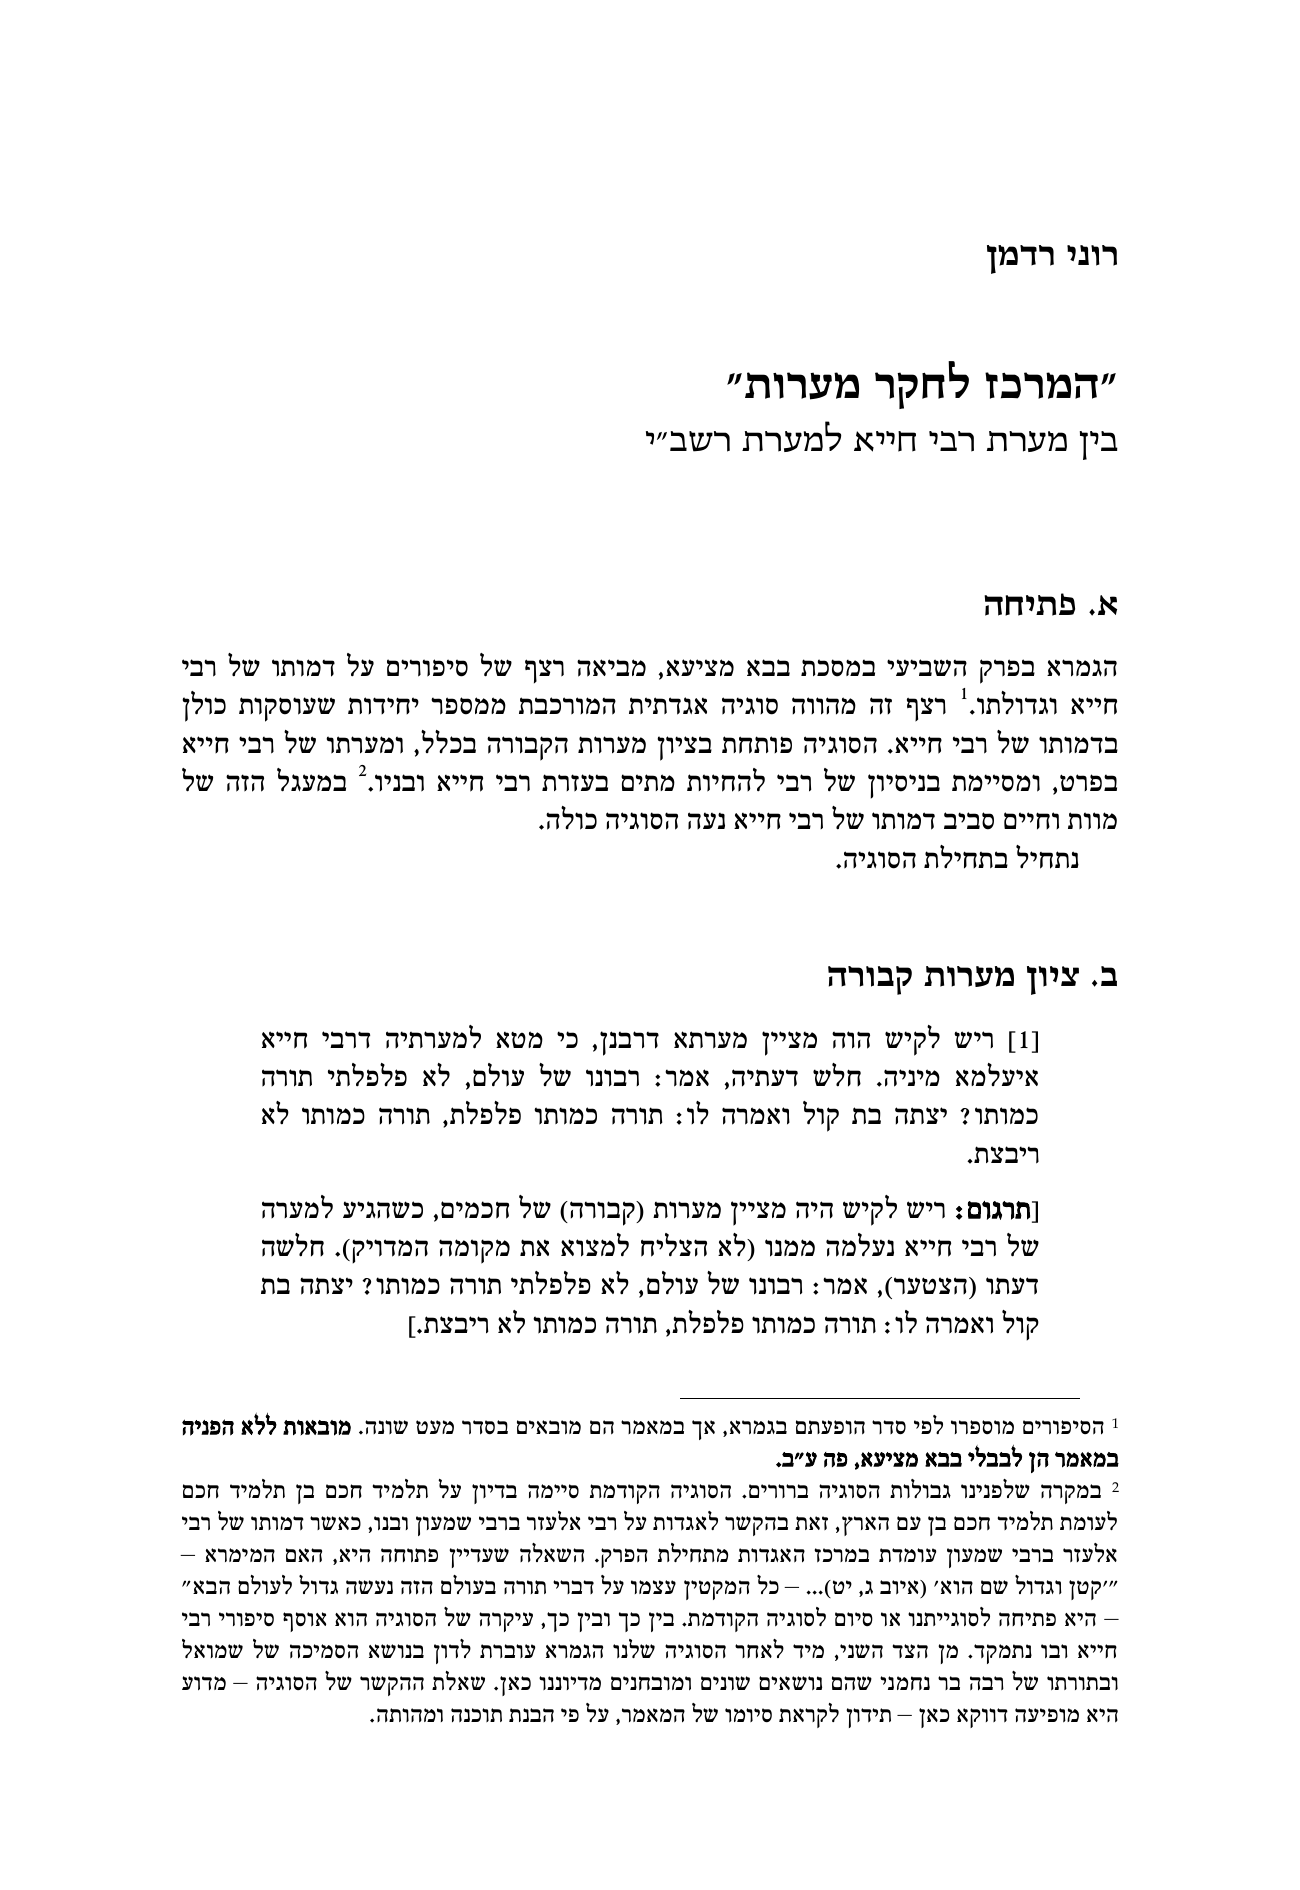 רוני רדמן
״המרכז לחקר מערות״
בין מערת רבי חייא למערת רשב״י
א. פתיחה
הגמרא בפרק השביעי במסכת בבא מציעא, מביאה רצף של סיפורים על דמותו של רבי
חייא וגדולתו.1 רצף זה מהווה סוגיה אגדתית המורכבת ממספר יחידות שעוסקות כולן
בדמותו של רבי חייא. הסוגיה פותחת בציון מערות הקבורה בכלל, ומערתו של רבי חייא
בפרט, ומסיימת בניסיון של רבי להחיות מתים בעזרת רבי חייא ובניו.2 במעגל הזה של
מוות וחיים סביב דמותו של רבי חייא נעה הסוגיה כולה.
נתחיל בתחילת הסוגיה.
ב. ציון מערות קבורה
[1] ריש לקיש הוה מציין מערתא דרבנן, כי מטא למערתיה דרבי חייא
איעלמא מיניה. חלש דעתיה, אמר: רבונו של עולם, לא פלפלתי תורה
כמותו? יצתה בת קול ואמרה לו: תורה כמותו פלפלת, תורה כמותו לא
ריבצת.
[תרגום: ריש לקיש היה מציין מערות (קבורה) של חכמים, כשהגיע למערה
של רבי חייא נעלמה ממנו (לא הצליח למצוא את מקומה המדויק). חלשה
דעתו (הצטער), אמר: רבונו של עולם, לא פלפלתי תורה כמותו? יצתה בת
קול ואמרה לו: תורה כמותו פלפלת, תורה כמותו לא ריבצת.]
1 הסיפורים מוספרו לפי סדר הופעתם בגמרא, אך במאמר הם מובאים בסדר מעט שונה. מובאות ללא הפניה
במאמר הן לבבלי בבא מציעא, פה ע״ב.
2 במקרה שלפנינו גבולות הסוגיה ברורים. הסוגיה הקודמת סיימה בדיון על תלמיד חכם בן תלמיד חכם
לעומת תלמיד חכם בן עם הארץ, זאת בהקשר לאגדות על רבי אלעזר ברבי שמעון ובנו, כאשר דמותו של רבי
אלעזר ברבי שמעון עומדת במרכז האגדות מתחילת הפרק. השאלה שעדיין פתוחה היא, האם המימרא –
״׳קטן וגדול שם הוא׳ (איוב ג, יט)... – כל המקטין עצמו על דברי תורה בעולם הזה נעשה גדול לעולם הבא״
– היא פתיחה לסוגייתנו או סיום לסוגיה הקודמת. בין כך ובין כך, עיקרה של הסוגיה הוא אוסף סיפורי רבי
חייא ובו נתמקד. מן הצד השני, מיד לאחר הסוגיה שלנו הגמרא עוברת לדון בנושא הסמיכה של שמואל
ובתורתו של רבה בר נחמני שהם נושאים שונים ומובחנים מדיוננו כאן. שאלת ההקשר של הסוגיה – מדוע
היא מופיעה דווקא כאן – תידון לקראת סיומו של המאמר, על פי הבנת תוכנה ומהותה.